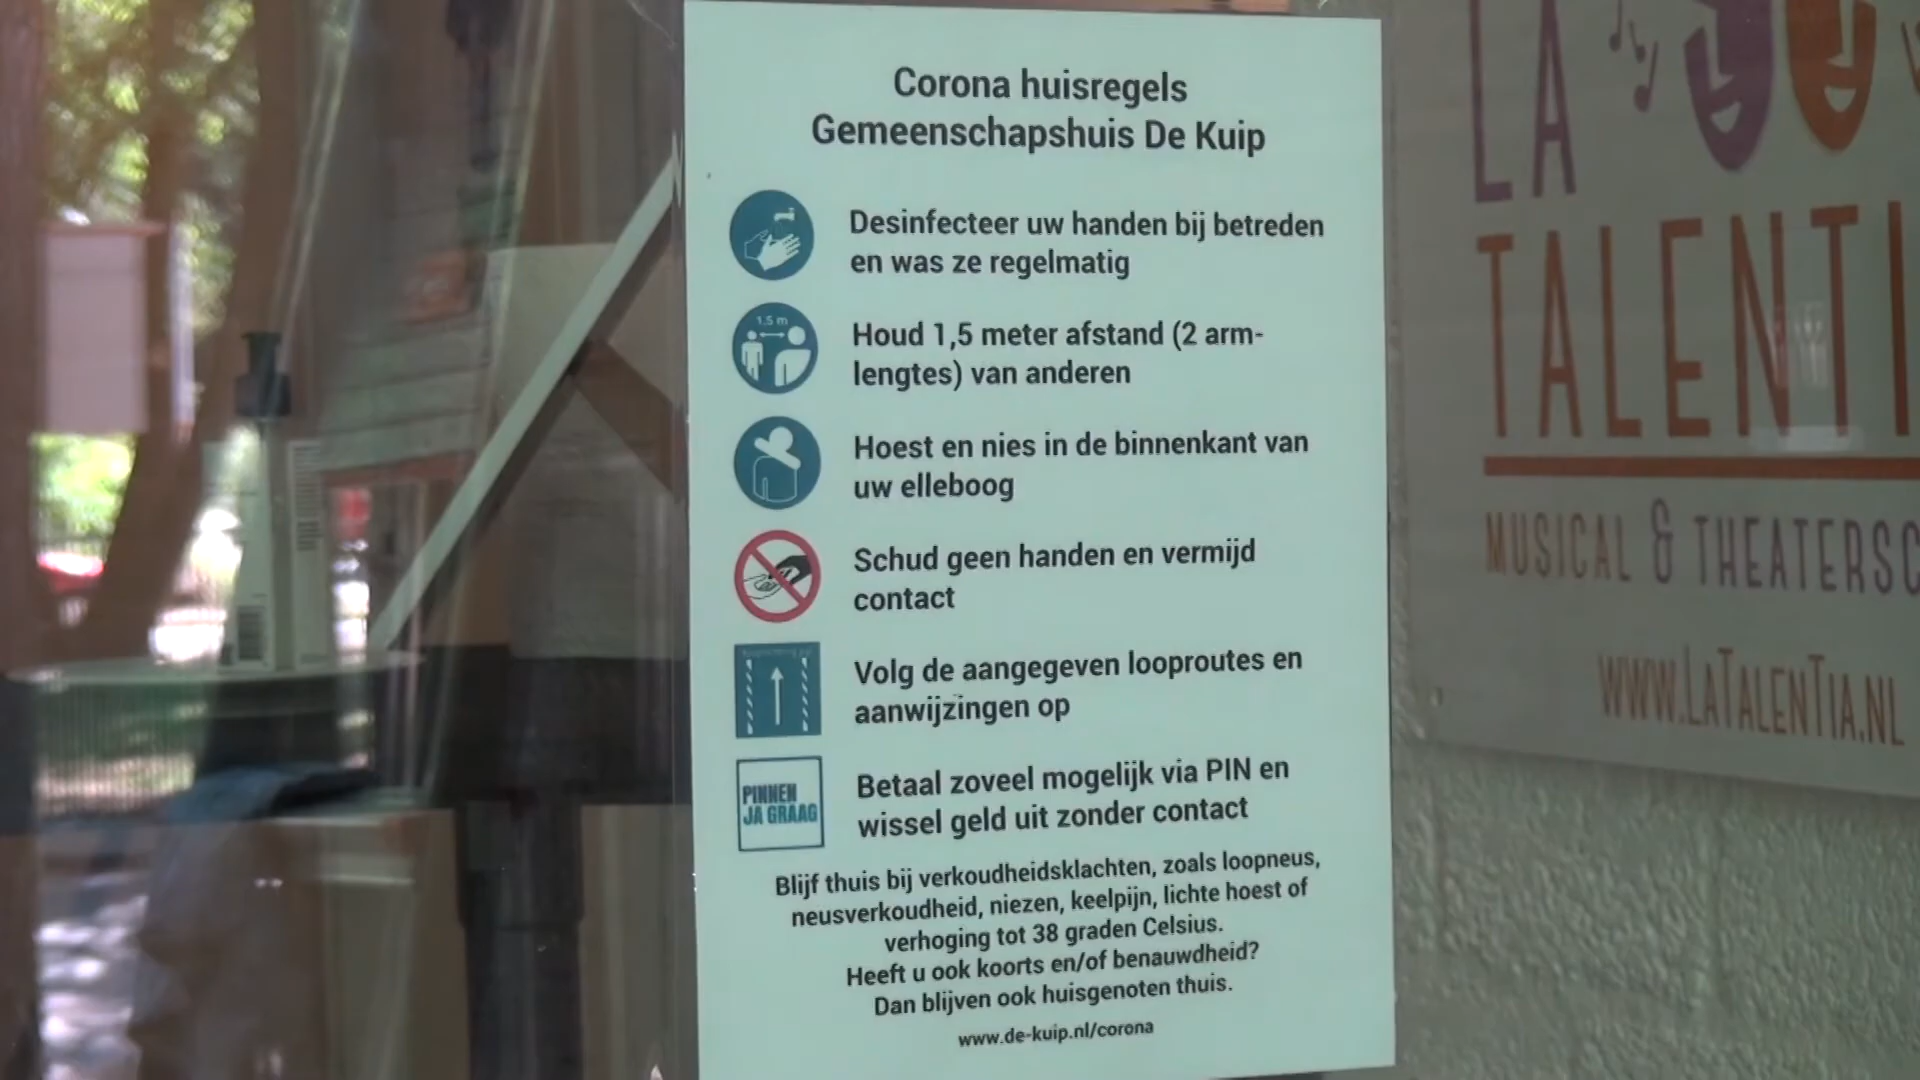 Corona huisregels
Gemeenschapshuis De Kuip
Desinfecteer uw handen bij betreden
en was ze regelmatig
1,5 m
Houd 1,5 meter afstand (2 arm-
lengtes) van anderen
Hoest en nies in de binnenkant van
uw elleboog
Schud geen handen en vermijd
contact
Volg de aangegeven looproutes en
aanwijzingen op
PINNEN
JA GRAAG
Betaal zoveel mogelijk via PIN en
wissel geld uit zonder contact
Blijf thuis bij verkoudheidsklachten, zoals loopneus,
neusverkoudheid, niezen, keelpijn, lichte hoest of
verhoging tot 38 graden Celsius.
Heeft u ook koorts en/of benauwdheid?
Dan blijven ook huisgenoten thuis.
www.de-kuip.nl/corona
LA
TALENTI
MUSICAL & THEATERSC
WWW.LATALENTIA.NL